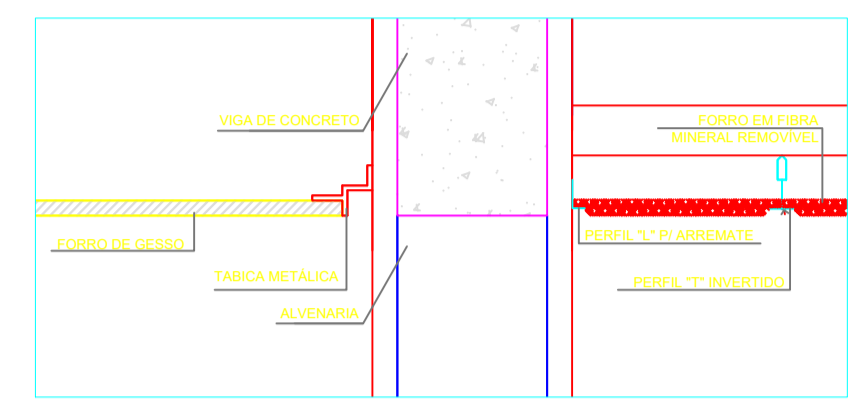 VIGA DE CONCRETO
FORRO EM FIBRA
MINERAL REMOVÍVEL
FORRO DE GESSO
PERFIL "L" P/ ARREMATE
TABICA METÁLICA
PERFIL "T" INVERTIDO
ALVENARIA